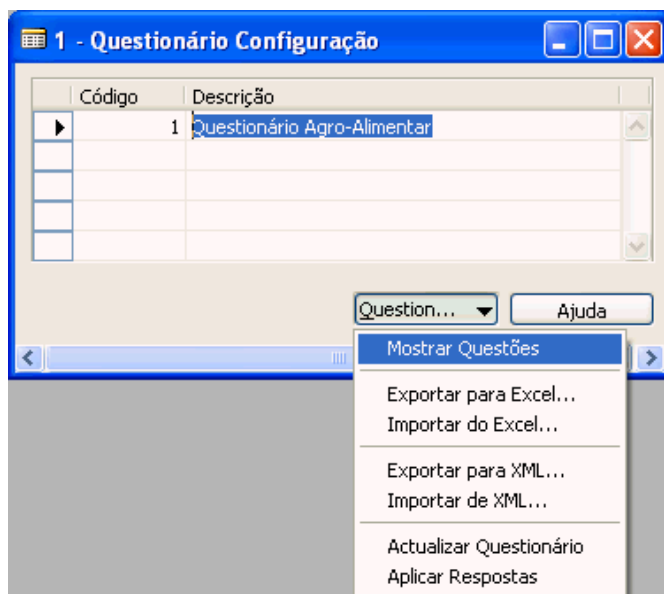 1 - Questionário Configuração
Código Descrição
1 Questionário Agro-Alimentar
Question... Ajuda
Mostrar Questões
Exportar para Excel...
Importar do Excel...
Exportar para XML...
Importar de XML...
Actualizar Questionário
Aplicar Respostas